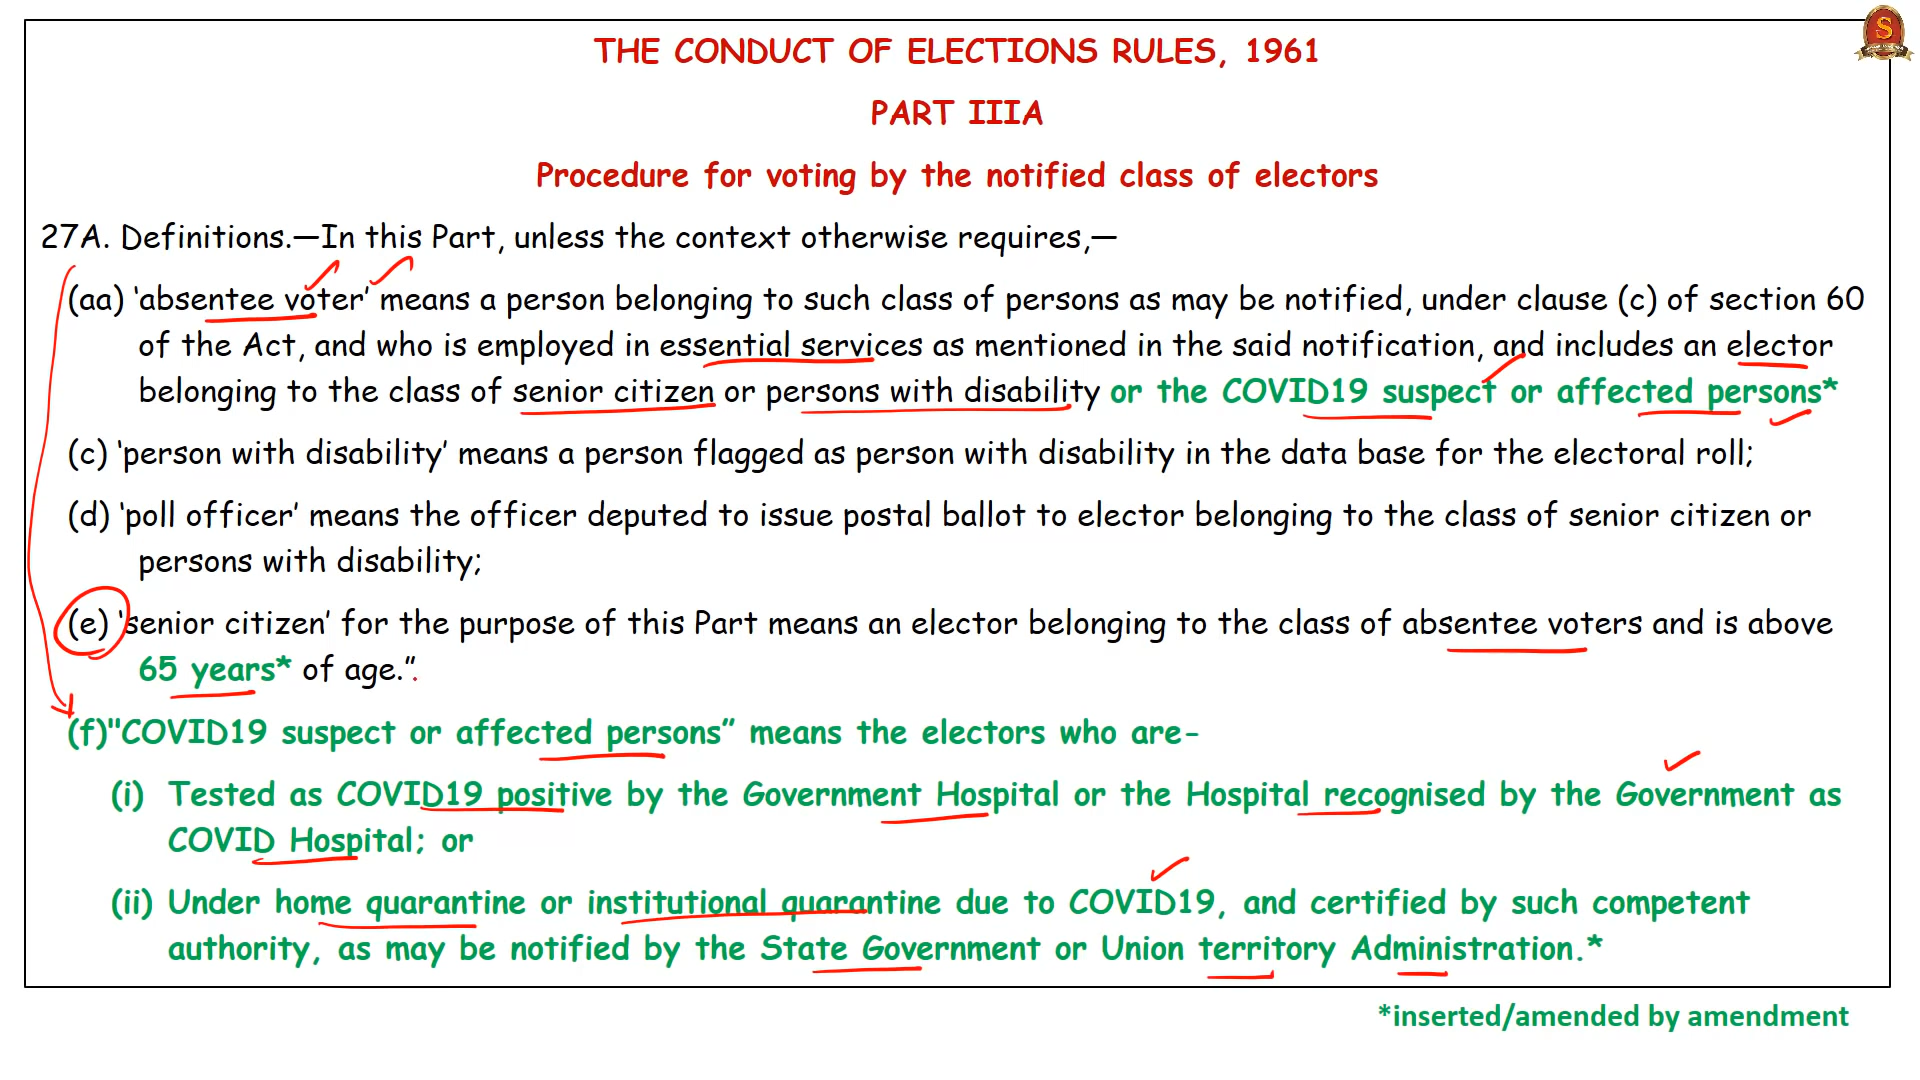 S
THE CONDUCT OF ELECTIONS RULES, 1961
PART IIIA
Procedure for voting by the notified class of electors
27A. Definitions.—In this Part, unless the context otherwise requires,—
(aa) 'absentee voter' means a person belonging to such class of persons as may be notified, under clause (c) of section 60
of the Act, and who is employed in essential services as mentioned in the said notification, and includes an elector
belonging to the class of senior citizen or persons with disability or the COVID19 suspect or affected persons*
(c) 'person with disability' means a person flagged as person with disability in the data base for the electoral roll;
(d) 'poll officer' means the officer deputed to issue postal ballot to elector belonging to the class of senior citizen or
persons with disability;
(e) 'senior citizen' for the purpose of this Part means an elector belonging to the class of absentee voters and is above
65 years* of age.".
(f)"COVID19 suspect or affected persons" means the electors who are-
(i) Tested as COVID19 positive by the Government Hospital or the Hospital recognised by the Government as
COVID Hospital; or
(ii) Under home quarantine or institutional quarantine due to COVID19, and certified by such competent
authority, as may be notified by the State Government or Union territory Administration.*
*inserted/amended by amendment